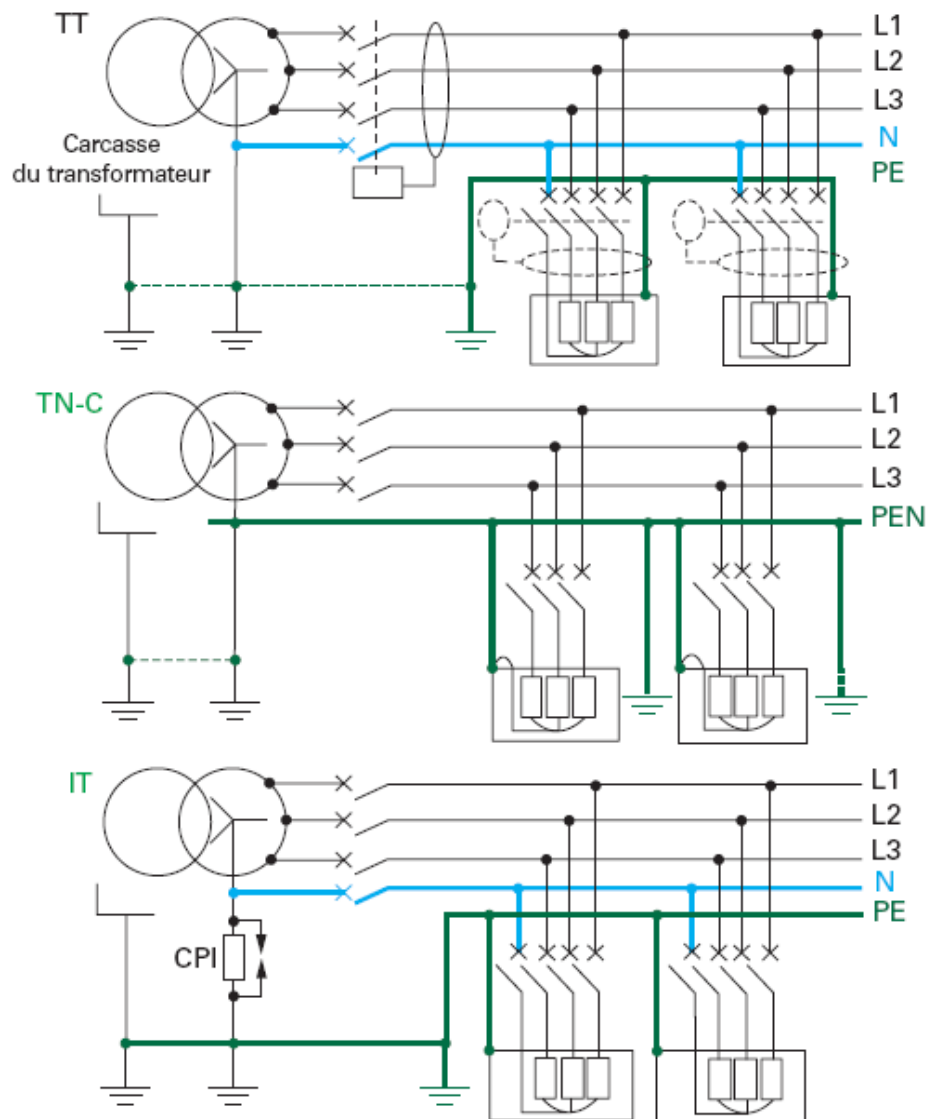 TT
L1
L2
L3
N
PE
Carcasse
du transformateur
TN-C
L1
L2
L3
PEN
IT
L1
L2
L3
N
PE
CPI